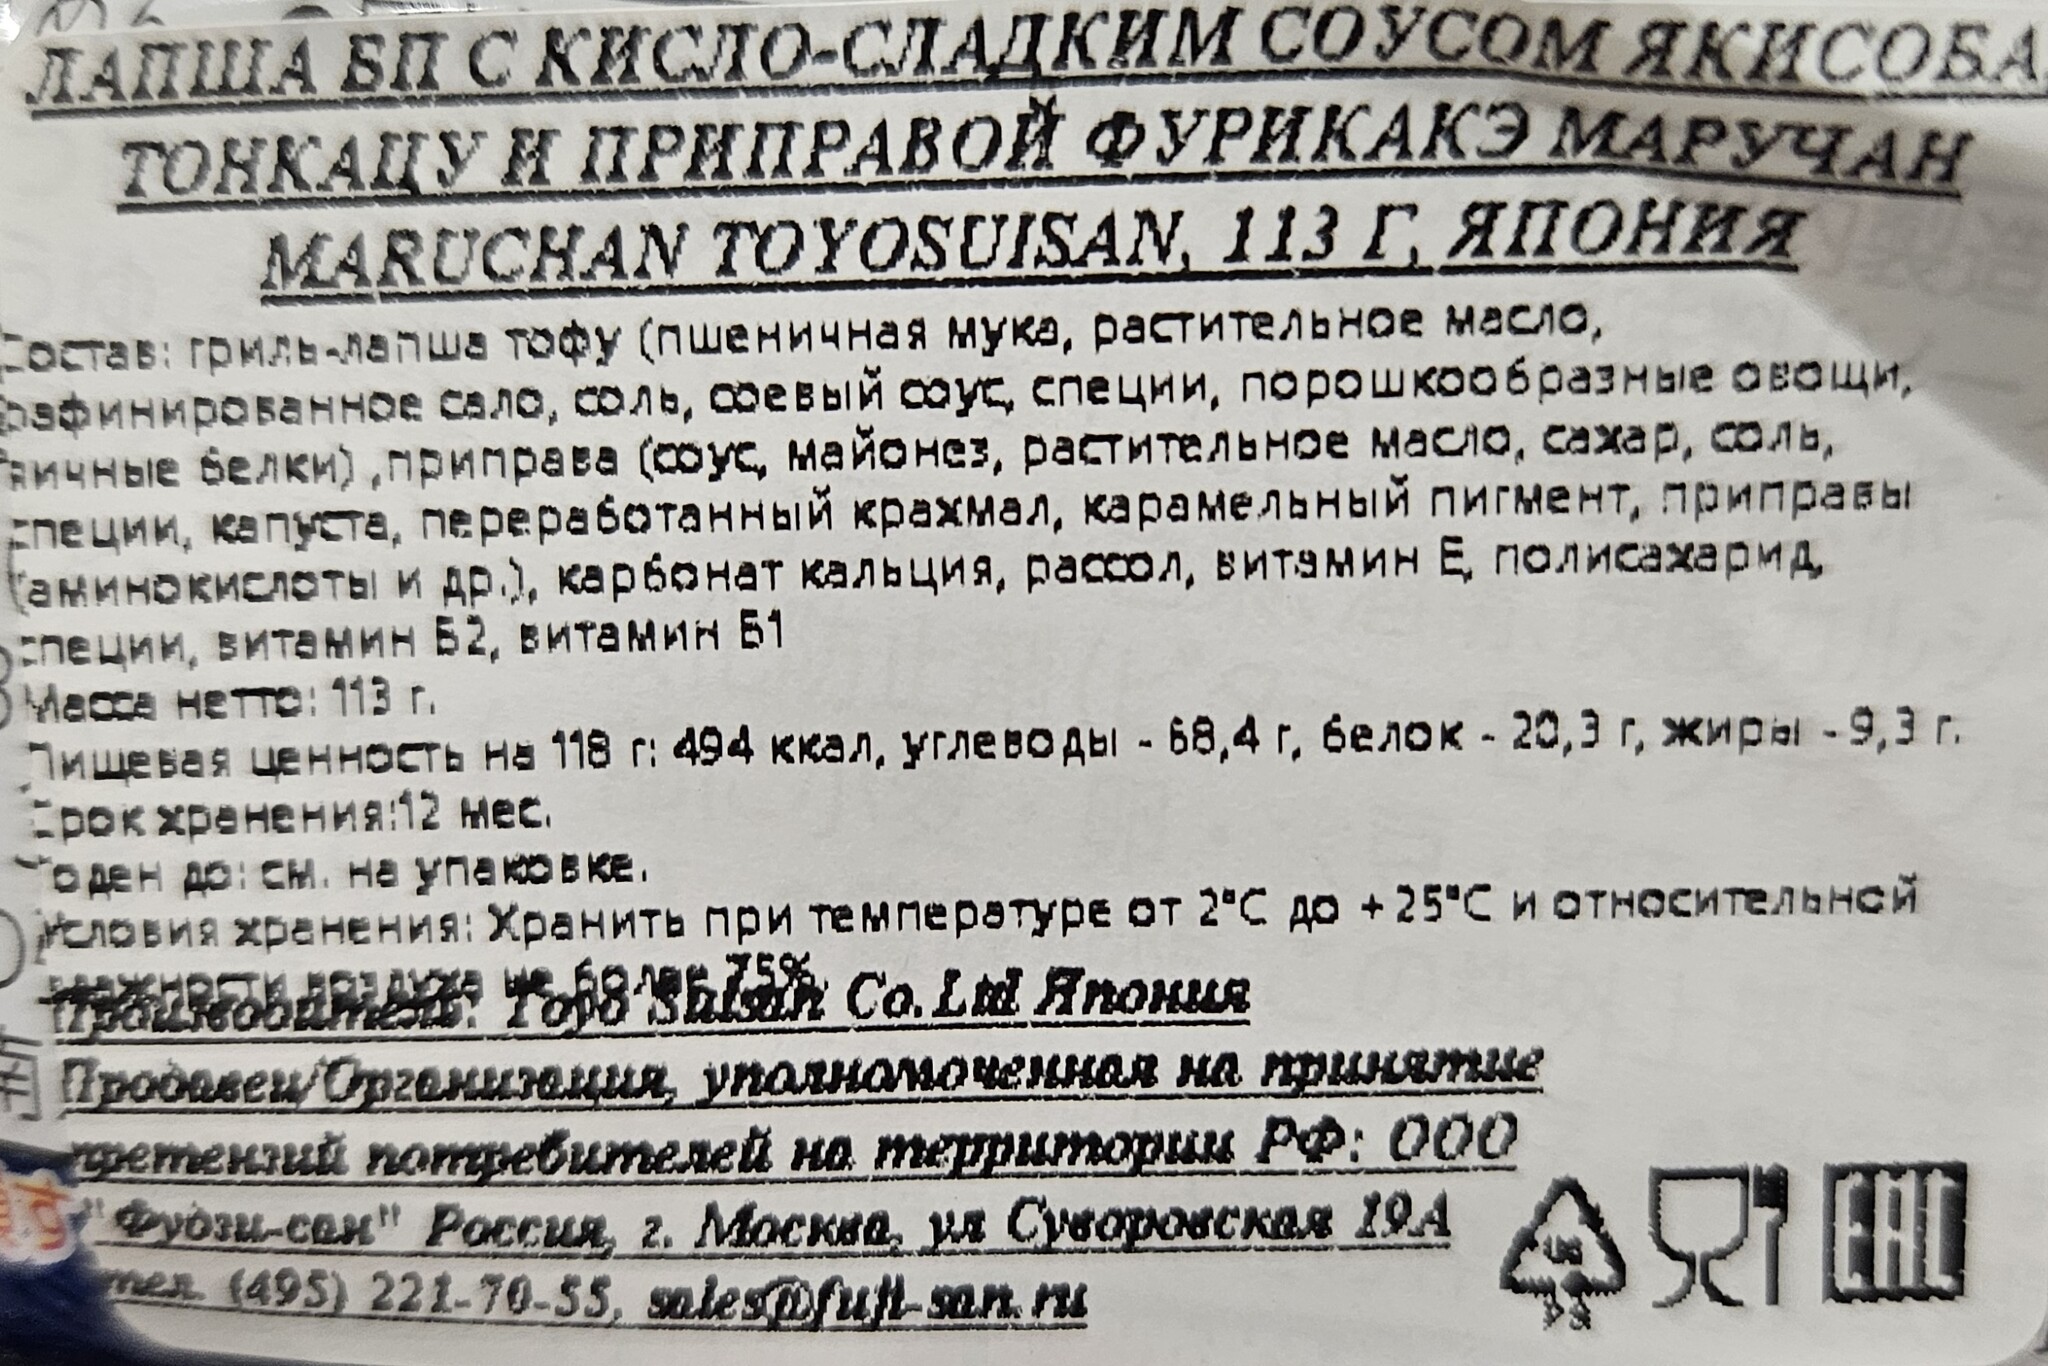 ЛАПША БП С КИСЛО-СЛАДКИМ СОУСОМ ЯКИСОБА
ТОНКАЦУ И ПРИПРАВОЙ ФУРИКАКЭ МАРУЧАН
MARUCHAN TOYOSUISAN, 113 Г, ЯПОНИЯ
Состав: гриль-лапша тофу (пшеничная мука, растительное масло,
рафинированное сало, соль, соевый соус, специи, порошкообразные овощи,
яичные белки) ,приправа (соус, майонез, растительное масло, сахар, соль,
специи, капуста, переработанный крахмал, карамельный пигмент, приправы
(аминокислоты и др.), карбонат кальция, рассол, витамин Е, полисахарид,
специи, витамин Б2, витамин Б1
Масса нетто: 113 г.
Пищевая ценность на 118 г: 494 ккал, углеводы - 68,4 г, белок - 20,3 г, жиры - 9,3 г.
Срок хранения:12 мес.
Годен до: см. на упаковке.
Условия хранения: Хранить при температуре от 2°С до +25°С и относительной
влажности воздуха не более 75%
Производитель: Toyo Suisan Co. Ltd Япония
Продавец/Организация, уполномоченная на принятие
претензий потребителей на территории РФ: ООО
"Фудзи-сан" Россия, г. Москва, ул Суворовская 19А
тел. (495) 221-70-55, sales@fuji-san.ru
EAC